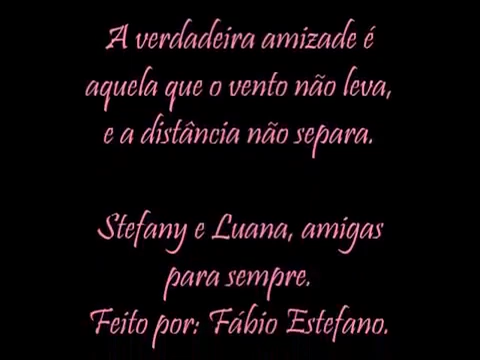 A verdadeira amizade é
aquela que o vento não leva,
e a distância não separa.
Stefany e Luana, amigas
para sempre.
Feito por: Fábio Estefano.